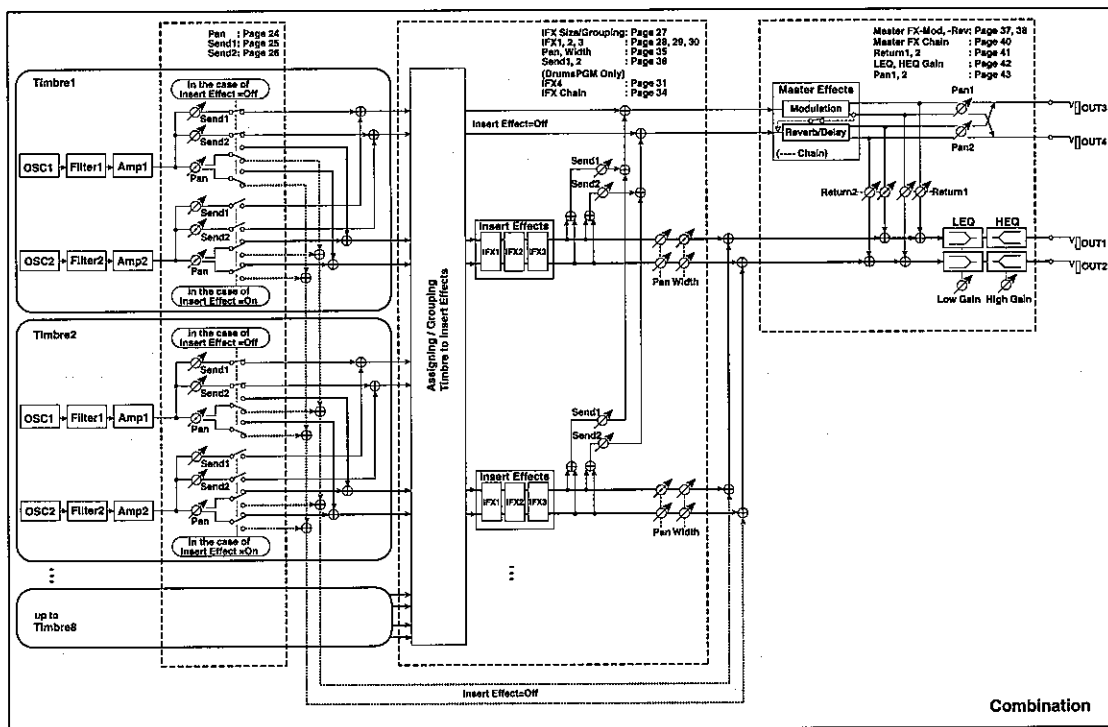 Pan : Page 24
Send1: Page 25
Send2: Page 26
IFX Size/Grouping: Page 27
IFX1, 2, 3 : Page 28, 29, 30
Pan, Width : Page 35
Send1, 2 : Page 36
(DrumsPGM Only)
IFX4 : Page 31
IFX Chain : Page 34
Master FX-Mod, -Rev: Page 37, 38
Master FX Chain : Page 40
Return1, 2 : Page 41
LEQ, HEQ Gain : Page 42
Pan1, 2 : Page 43
Timbre1
In the case of
Insert Effect=Off
Send1
Send2
OSC1
Filter1
Amp1
Pan
Send1
Send2
OSC2
Filter2
Amp2
Pan
In the case of
Insert Effect =On
Timbre2
In the case of
Insert Effect=Off
Send1
Send2
OSC1
Filter1
Amp1
Pan
Send1
Send2
OSC2
Filter2
Amp2
Pan
In the case of
Insert Effect =On
up to
Timbre8
Assigning / Grouping
Timbre to Insert Effects
Insert Effect=Off
Send1
Send2
Insert Effects
IFX1
IFX2
IFX3
Pan Width
Send1
Send2
Insert Effects
IFX1
IFX2
IFX3
Pan Width
Insert Effect=Off
Master Effects
Modulation
Reverb/Delay
(---- Chain)
Pan1
Pan2
OUT3
OUT4
Return2
Return1
LEQ
HEQ
OUT1
OUT2
Low Gain
High Gain
Combination